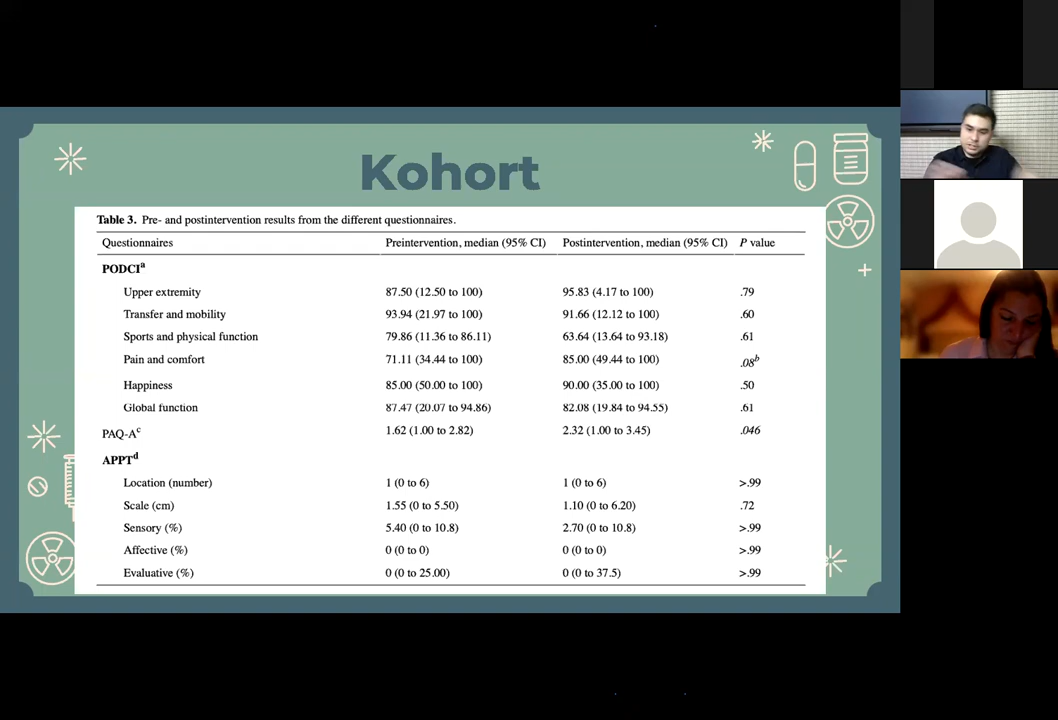 Kohort
Table 3. Pre- and postintervention results from the different questionnaires.
Questionnaires Preintervention, median (95% CI) Postintervention, median (95% CI) P value
PODCIa
Upper extremity 87.50 (12.50 to 100) 95.83 (4.17 to 100) .79
Transfer and mobility 93.94 (21.97 to 100) 91.66 (12.12 to 100) .60
Sports and physical function 79.86 (11.36 to 86.11) 63.64 (13.64 to 93.18) .61
Pain and comfort 71.11 (34.44 to 100) 85.00 (49.44 to 100) .08b
Happiness 85.00 (50.00 to 100) 90.00 (35.00 to 100) .50
Global function 87.47 (20.07 to 94.86) 82.08 (19.84 to 94.55) .61
PAQ-Ac 1.62 (1.00 to 2.82) 2.32 (1.00 to 3.45) .046
APPTd
Location (number) 1 (0 to 6) 1 (0 to 6) >.99
Scale (cm) 1.55 (0 to 5.50) 1.10 (0 to 6.20) .72
Sensory (%) 5.40 (0 to 10.8) 2.70 (0 to 10.8) >.99
Affective (%) 0 (0 to 0) 0 (0 to 0) >.99
Evaluative (%) 0 (0 to 25.00) 0 (0 to 37.5) >.99